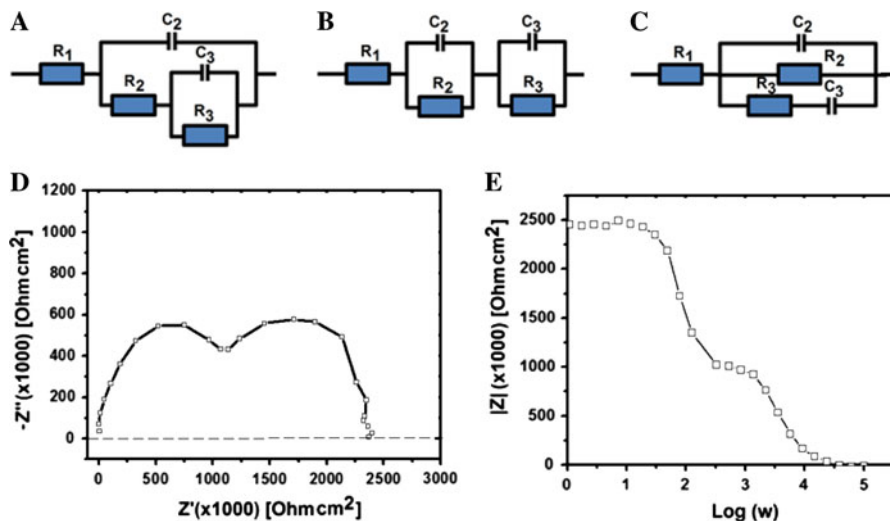 A
C₂
R₁
C₃
R₂
R₃
B
C₂
C₃
R₁
R₂
R₃
C
C₂
R₁
R₂
R₃
C₃
D
1200
1000
800
600
400
200
0
-Z''(x1000) [Ohmcm²]
0 500 1000 1500 2000 2500 3000
Z'(x1000) [Ohmcm²]
E
2500
2000
1500
1000
500
0
|Z| (x1000) [Ohmcm²]
0 1 2 3 4 5
Log (w)